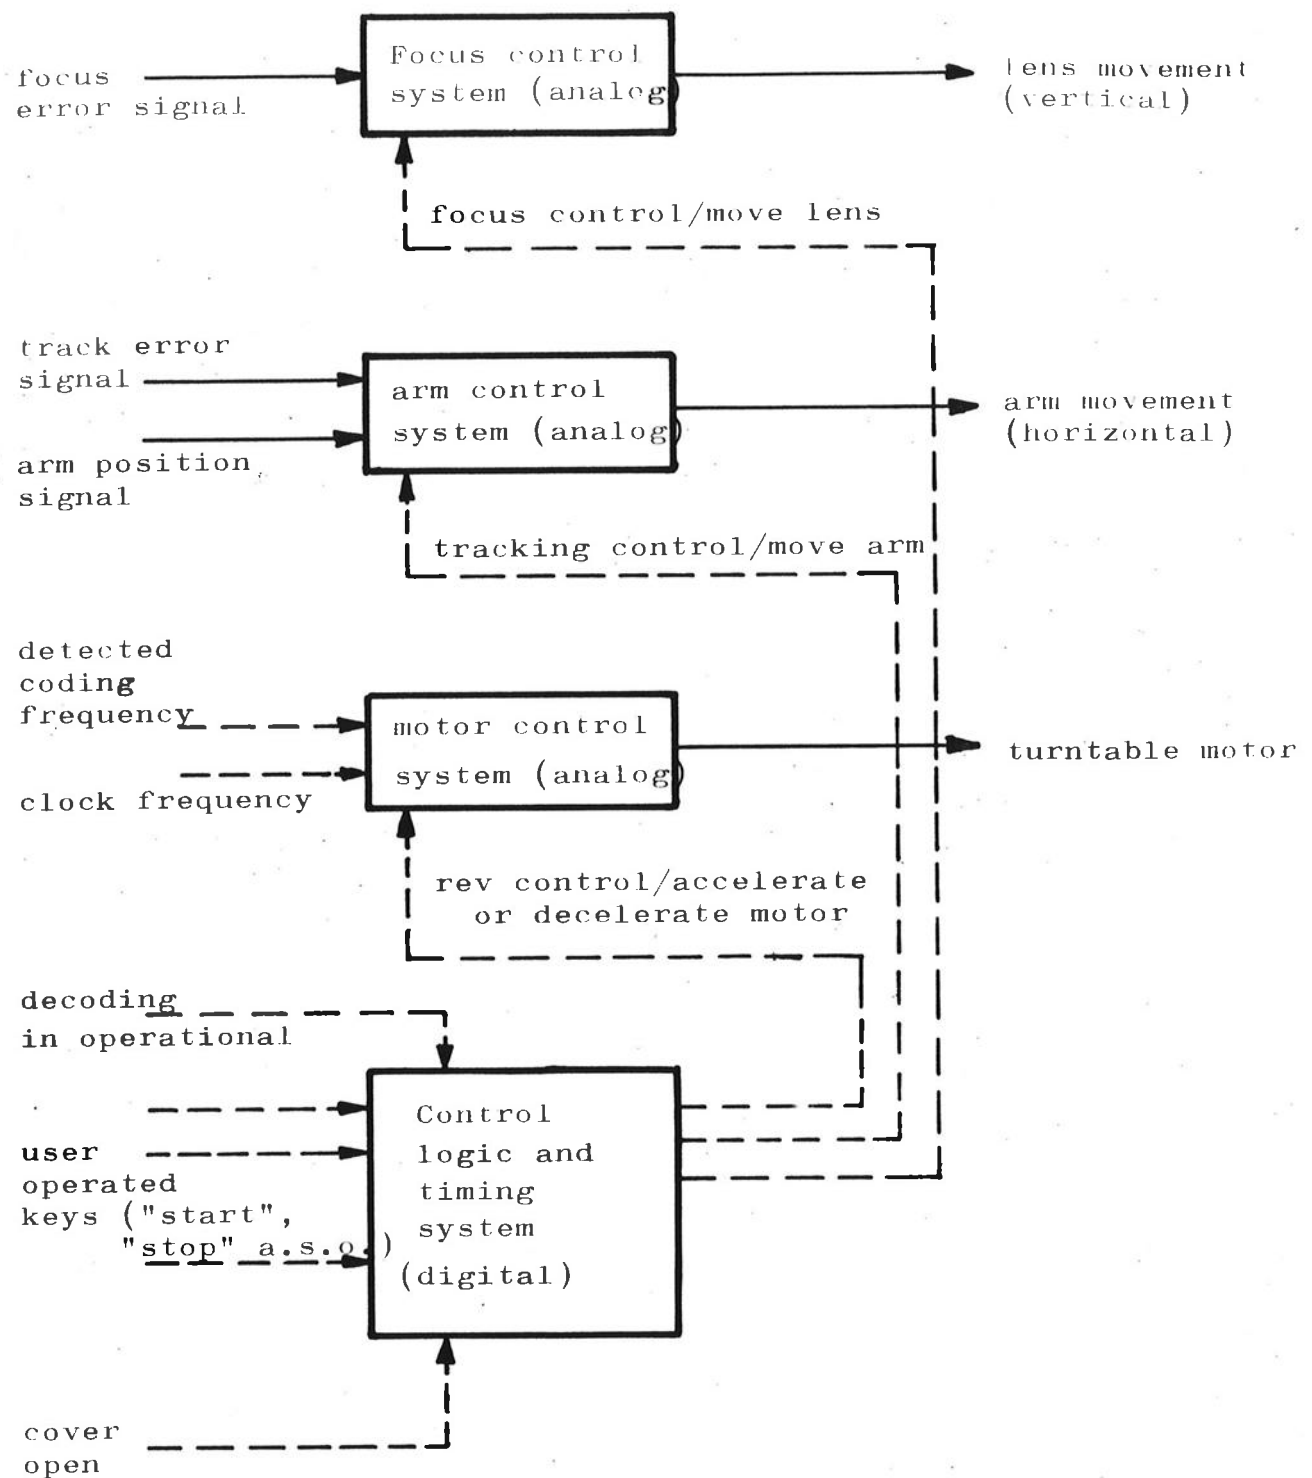 focus
error signal
Focus control
system (analog)
lens movement
(vertical)
focus control/move lens
track error
signal
arm position
signal
arm control
system (analog)
arm movement
(horizontal)
tracking control/move arm
detected
coding
frequency
clock frequency
motor control
system (analog)
turntable motor
rev control/accelerate
or decelerate motor
decoding
in operational
user
operated
keys ("start",
"stop" a.s.o.)
Control
logic and
timing
system
(digital)
cover
open